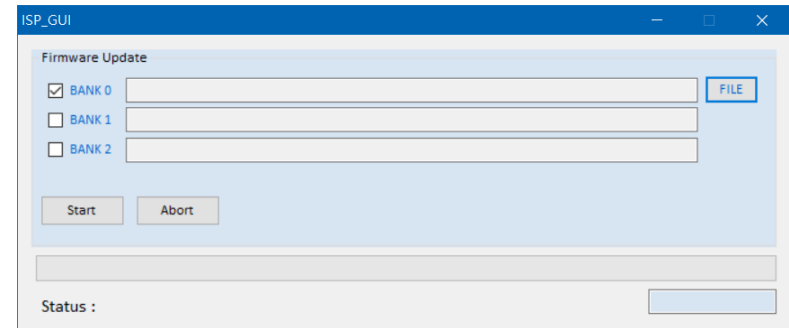 ISP_GUI
Firmware Update
BANK 0
FILE
BANK 1
BANK 2
Start Abort
Status :